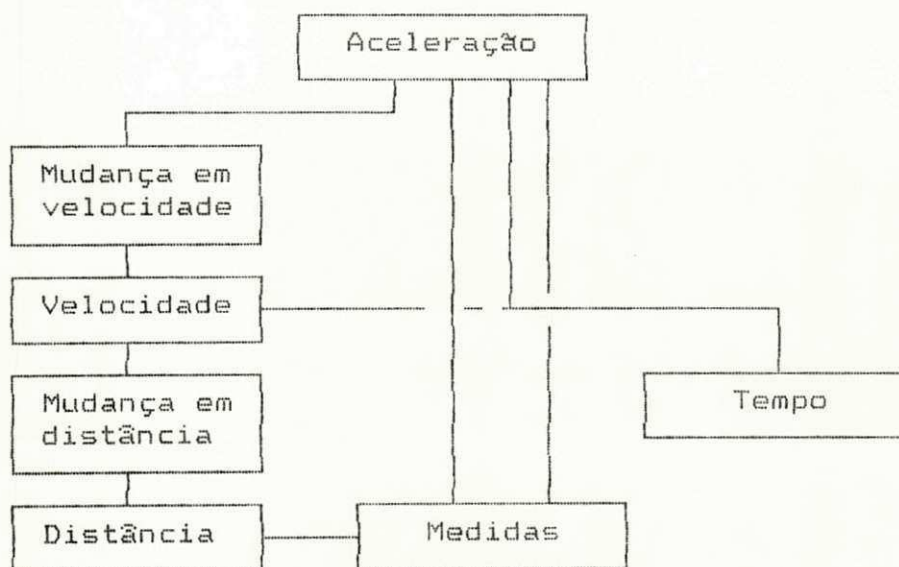 Aceleração
Mudança em
velocidade
Velocidade
Mudança em
distância
Tempo
Distância
Medidas